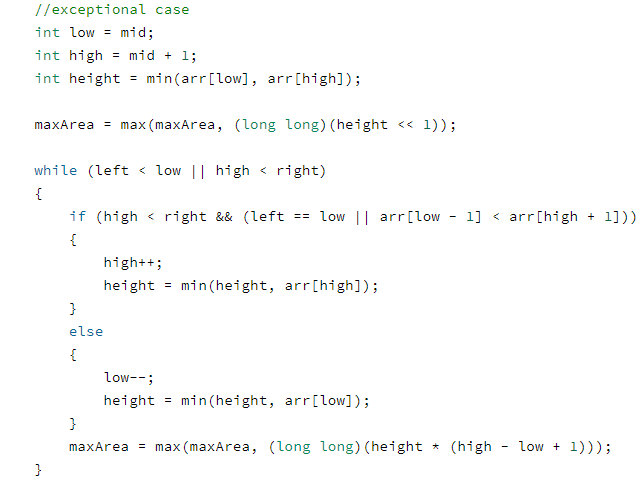 //exceptional case
int low = mid;
int high = mid + 1;
int height = min(arr[low], arr[high]);
maxArea = max(maxArea, (long long)(height << 1));
while (left < low || high < right)
{
if (high < right && (left == low || arr[low - 1] < arr[high + 1]))
{
high++;
height = min(height, arr[high]);
}
else
{
low--;
height = min(height, arr[low]);
}
maxArea = max(maxArea, (long long)(height * (high - low + 1)));
}